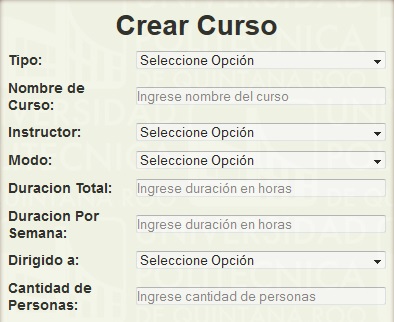 Crear Curso
Tipo: Seleccione Opción
Nombre de
Curso: Ingrese nombre del curso
Instructor: Seleccione Opción
Modo: Seleccione Opción
Duracion Total: Ingrese duración en horas
Duracion Por
Semana: Ingrese duración en horas
Dirigido a: Seleccione Opción
Cantidad de
Personas: Ingrese cantidad de personas